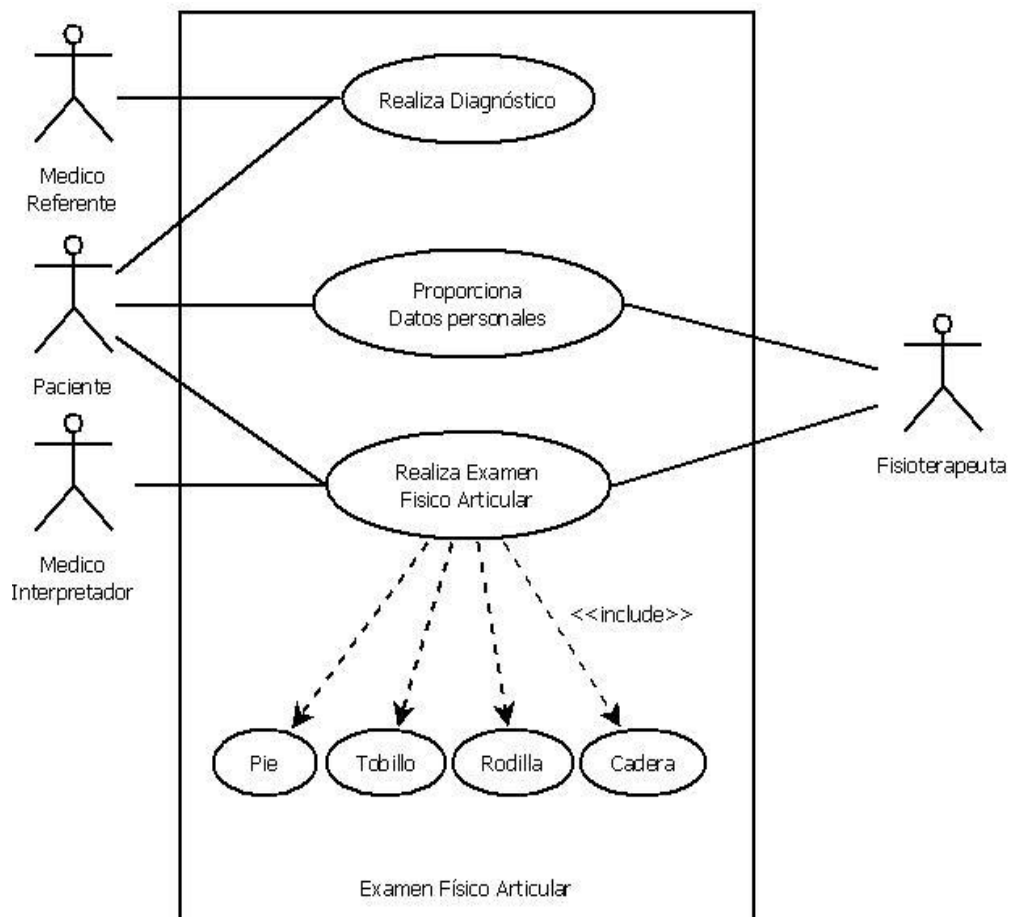 Realiza Diagnóstico
Medico
Referente
Proporciona
Datos personales
Paciente
Realiza Examen
Fisico Articular
Fisioterapeuta
Medico
Interpretador
<<include>>
Pie
Tobillo
Rodilla
Cadera
Examen Físico Articular